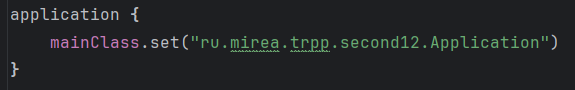 application {
    mainClass.set("ru.mirea.trpp.second12.Application")
}